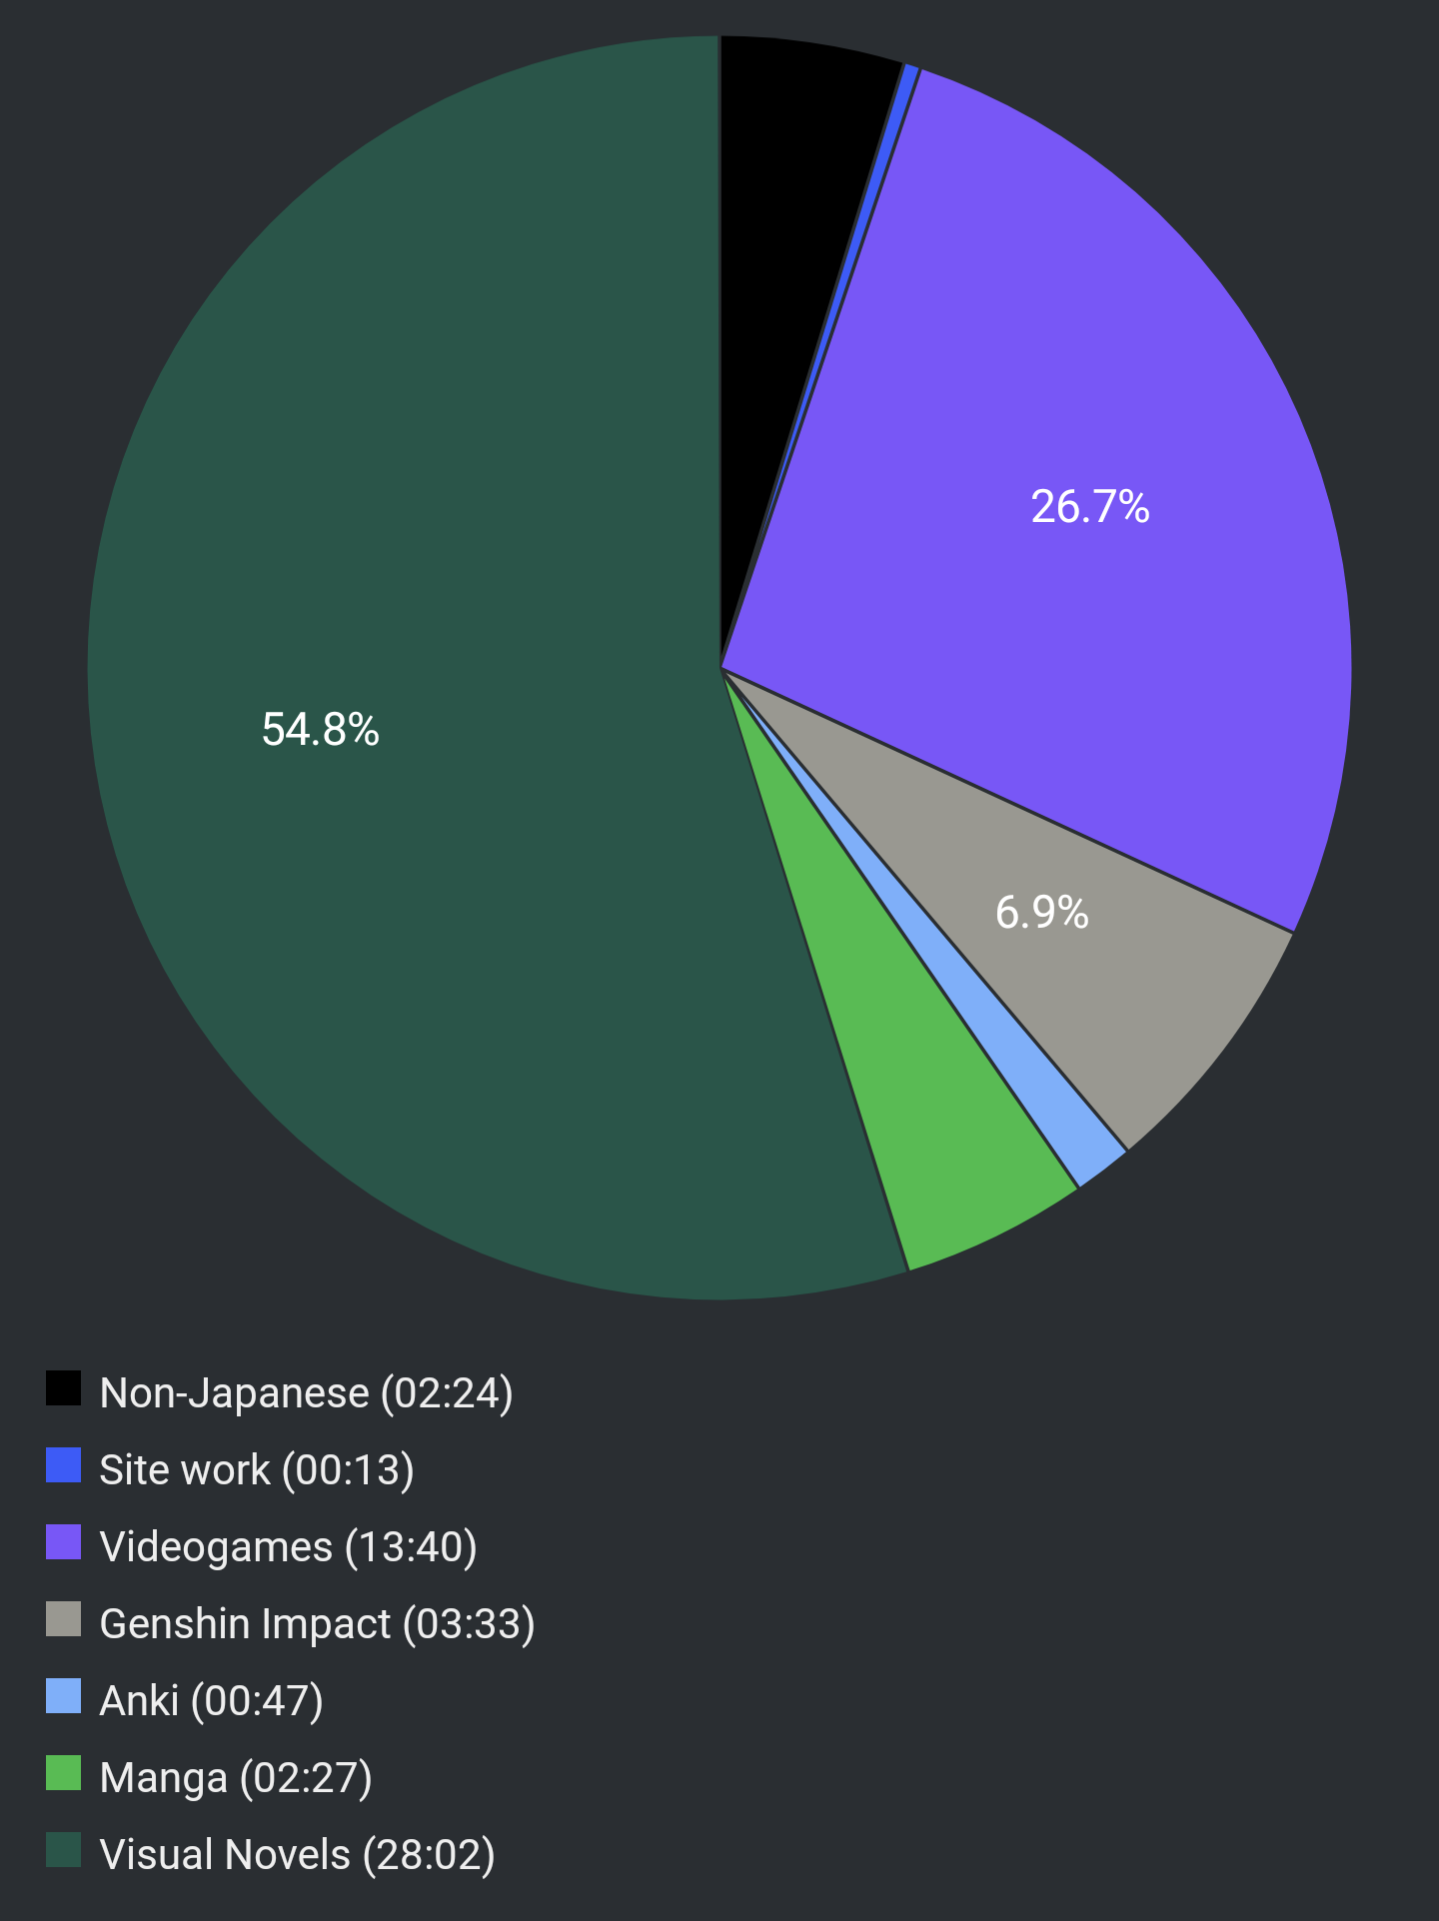 26.7%
54.8%
6.9%
Non-Japanese (02:24)
Site work (00:13)
Videogames (13:40)
Genshin Impact (03:33)
Anki (00:47)
Manga (02:27)
Visual Novels (28:02)